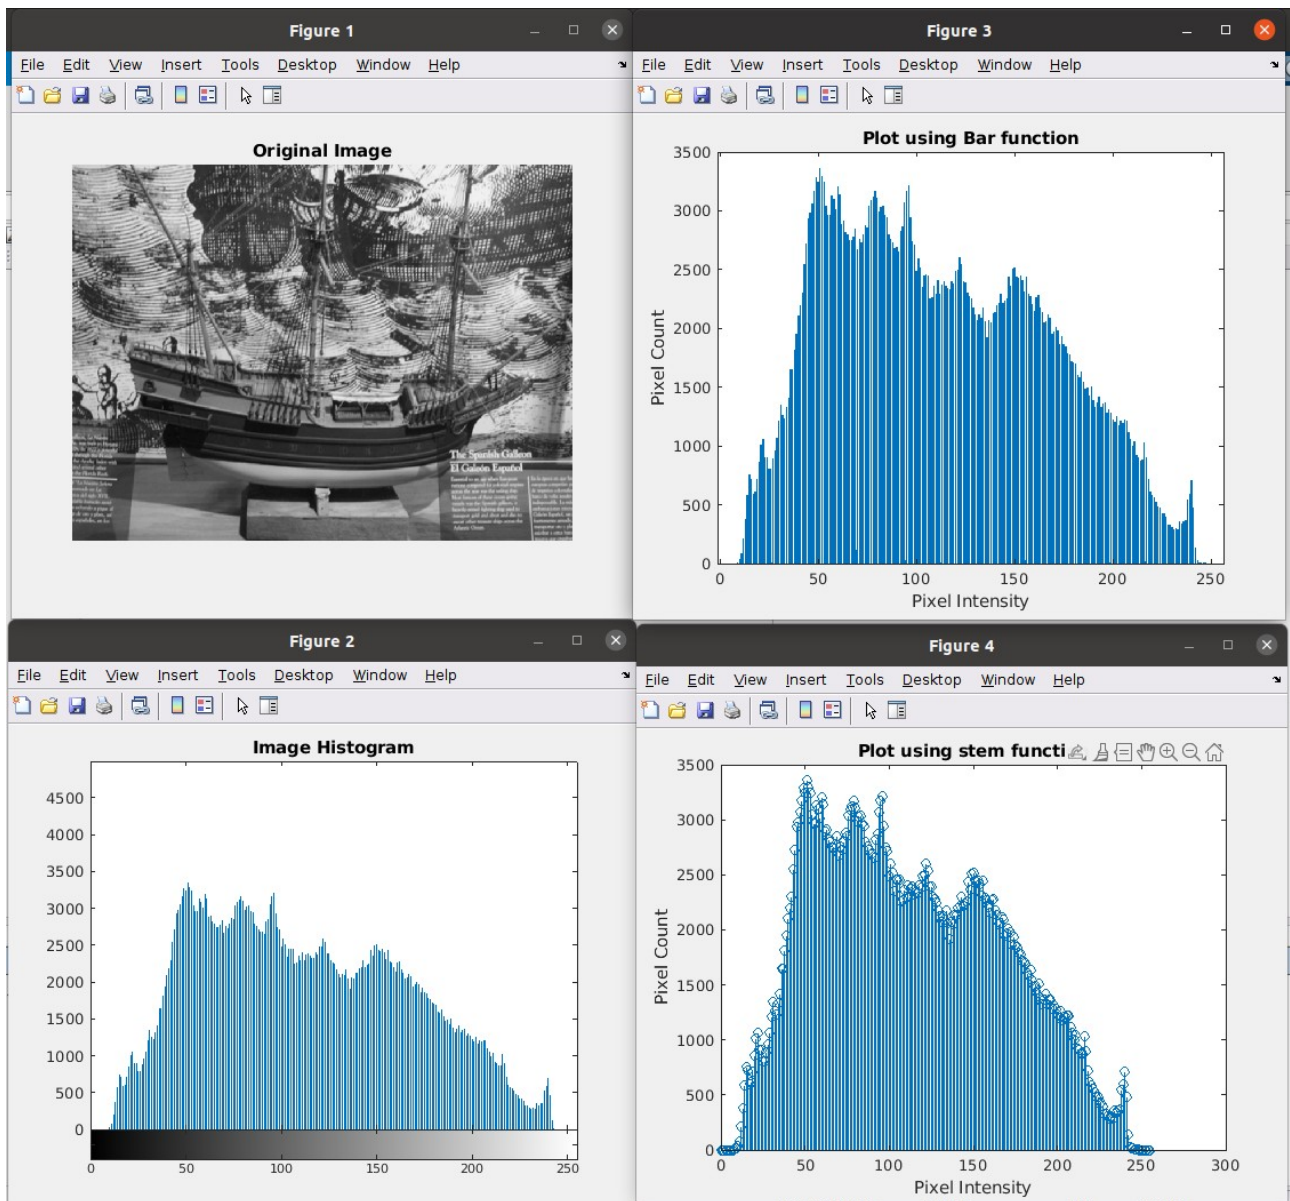 Figure 1
File Edit View Insert Tools Desktop Window Help
Original Image
The Spanish Galleon
El Galeón Español
Figure 3
File Edit View Insert Tools Desktop Window Help
Plot using Bar function
3500
3000
2500
2000
1500
1000
500
0
Pixel Count
0 50 100 150 200 250
Pixel Intensity
Figure 2
File Edit View Insert Tools Desktop Window Help
Image Histogram
4500
4000
3500
3000
2500
2000
1500
1000
500
0
0 50 100 150 200 250
Figure 4
File Edit View Insert Tools Desktop Window Help
Plot using stem functi
3500
3000
2500
2000
1500
1000
500
0
Pixel Count
0 50 100 150 200 250 300
Pixel Intensity